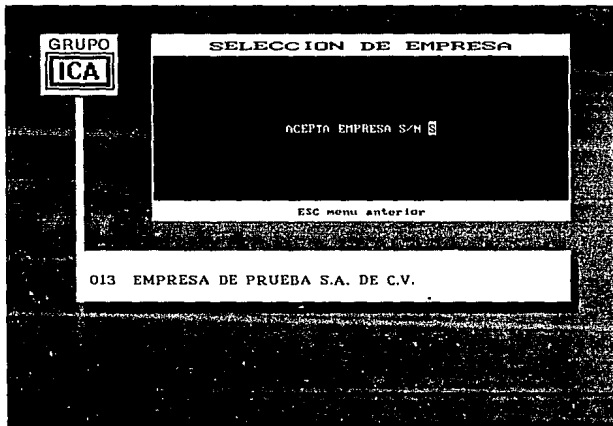 GRUPO
ICA
SELECCION DE EMPRESA
ACEPTA EMPRESA S/N S
ESC menu anterior
013 EMPRESA DE PRUEBA S.A. DE C.V.